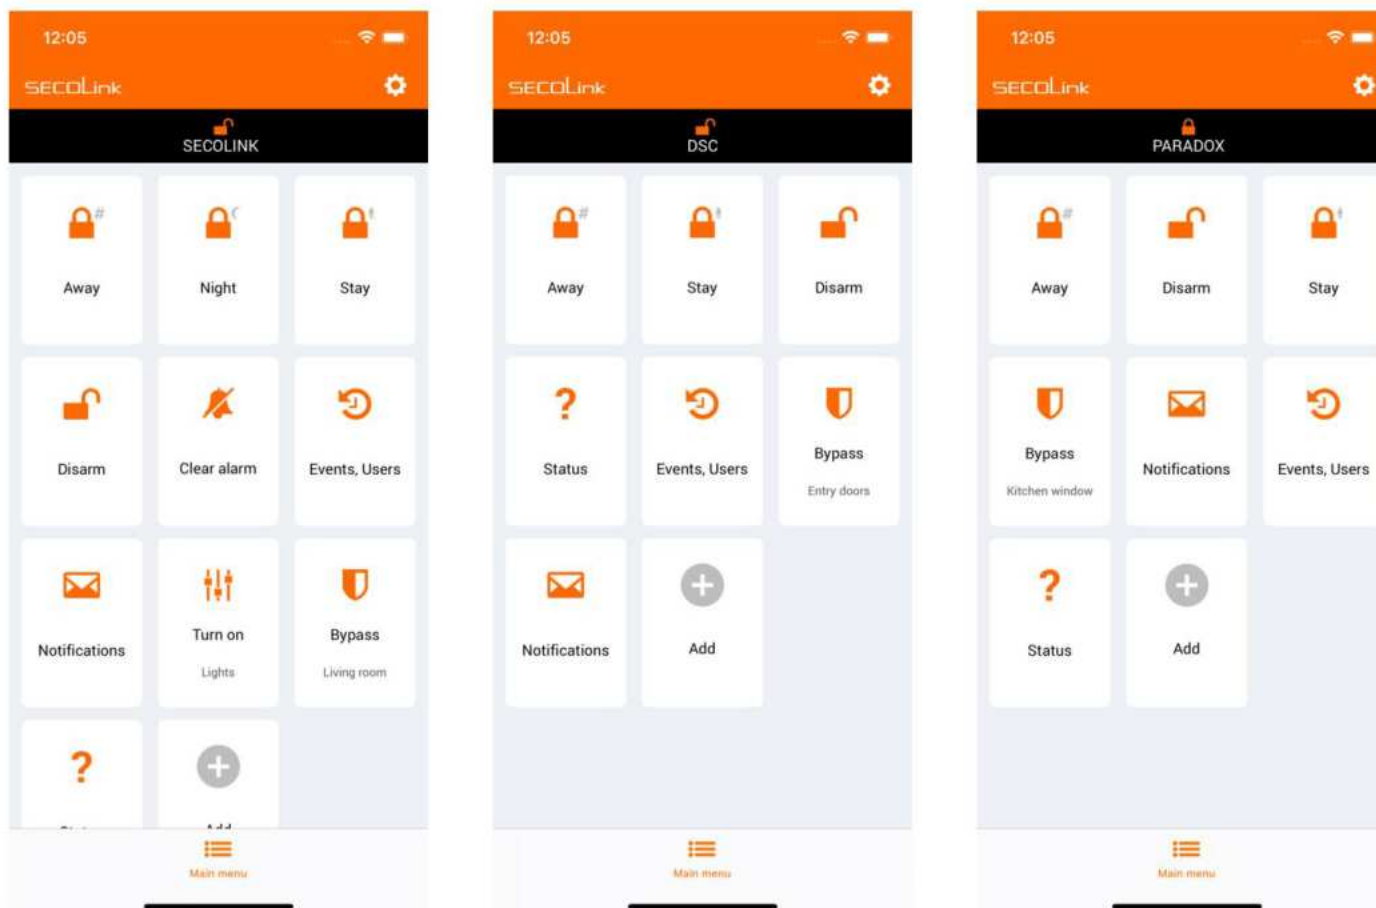 12:05
SECOLink
SECOLINK
Away
Night
Stay
Disarm
Clear alarm
Events, Users
Notifications
Turn on
Lights
Bypass
Living room
Add
Main menu
12:05
SECOLink
DSC
Away
Stay
Disarm
Status
Events, Users
Bypass
Entry doors
Notifications
Add
Main menu
12:05
SECOLink
PARADOX
Away
Disarm
Stay
Bypass
Kitchen window
Notifications
Events, Users
Status
Add
Main menu